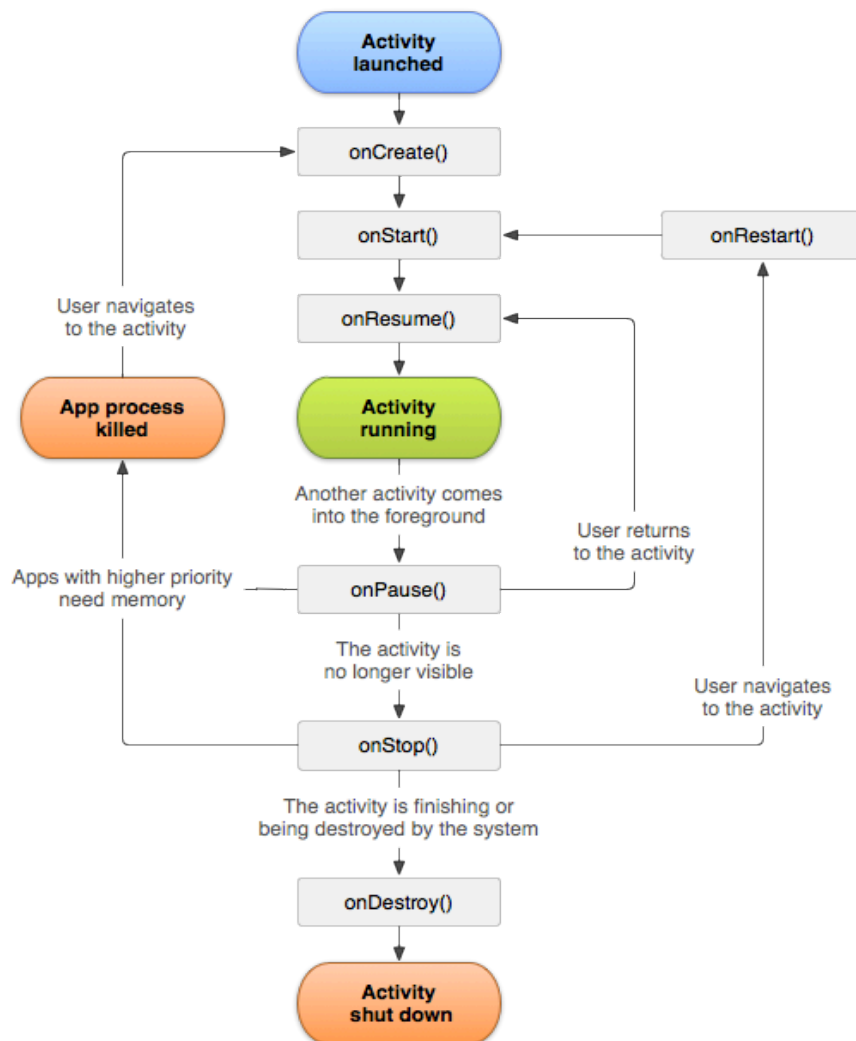 Activity
launched
onCreate()
onStart()
onRestart()
User navigates
to the activity
onResume()
App process
killed
Activity
running
Another activity comes
into the foreground
User returns
to the activity
Apps with higher priority
need memory
onPause()
The activity is
no longer visible
User navigates
to the activity
onStop()
The activity is finishing or
being destroyed by the system
onDestroy()
Activity
shut down